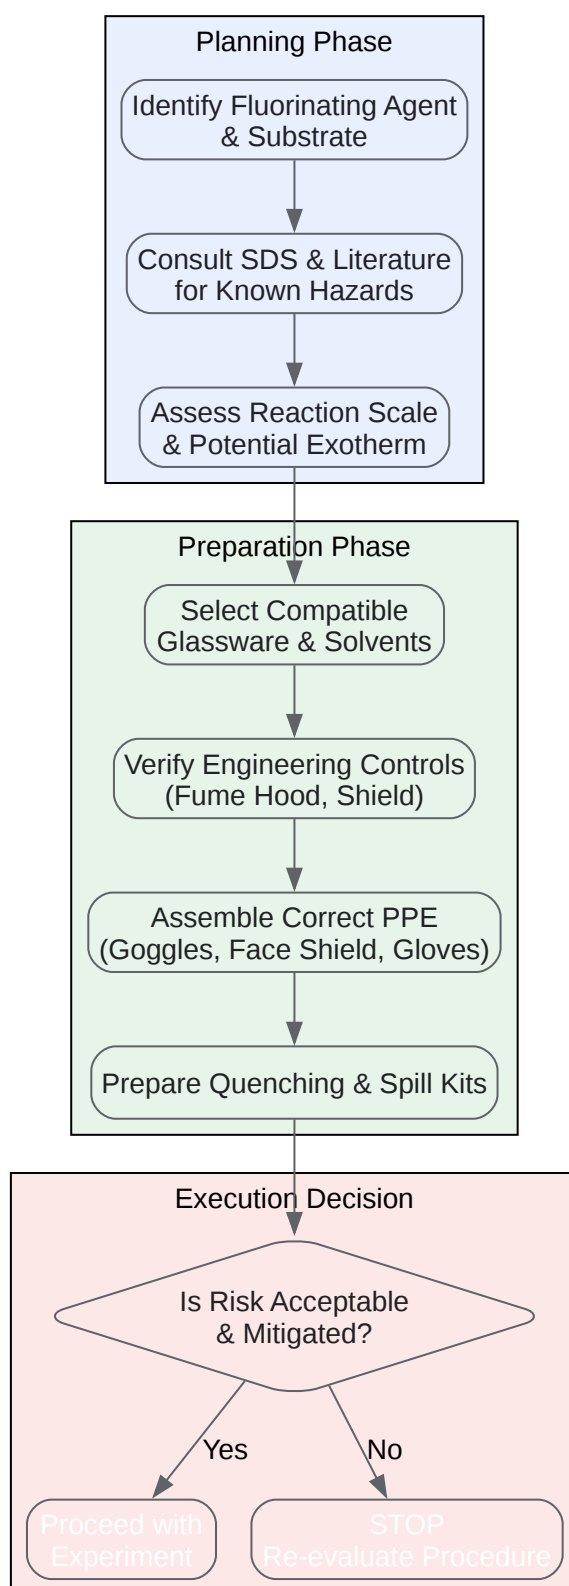 Planning Phase
Identify Fluorinating Agent
& Substrate
Consult SDS & Literature
for Known Hazards
Assess Reaction Scale
& Potential Exotherm
Preparation Phase
Select Compatible
Glassware & Solvents
Verify Engineering Controls
(Fume Hood, Shield)
Assemble Correct PPE
(Goggles, Face Shield, Gloves)
Prepare Quenching & Spill Kits
Execution Decision
Is Risk Acceptable
& Mitigated?
Yes
No
Proceed with
Experiment
STOP
Re-evaluate Procedure